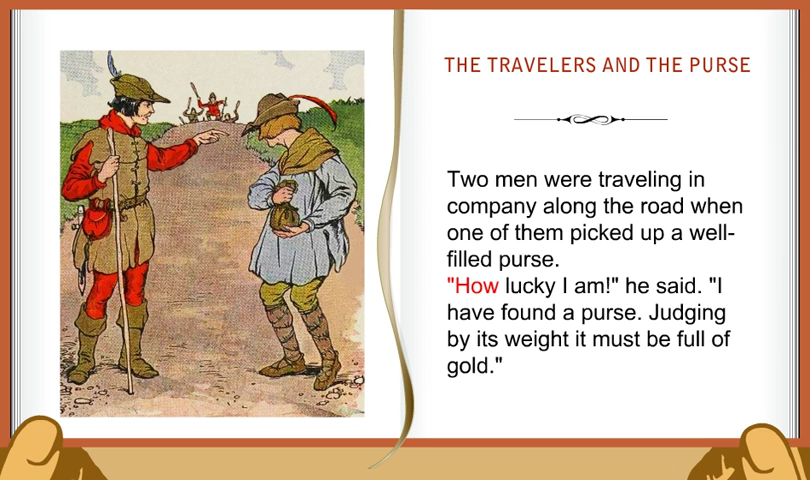 THE TRAVELERS AND THE PURSE
Two men were traveling in
company along the road when
one of them picked up a well-
filled purse.
"How lucky I am!" he said. "I
have found a purse. Judging
by its weight it must be full of
gold."